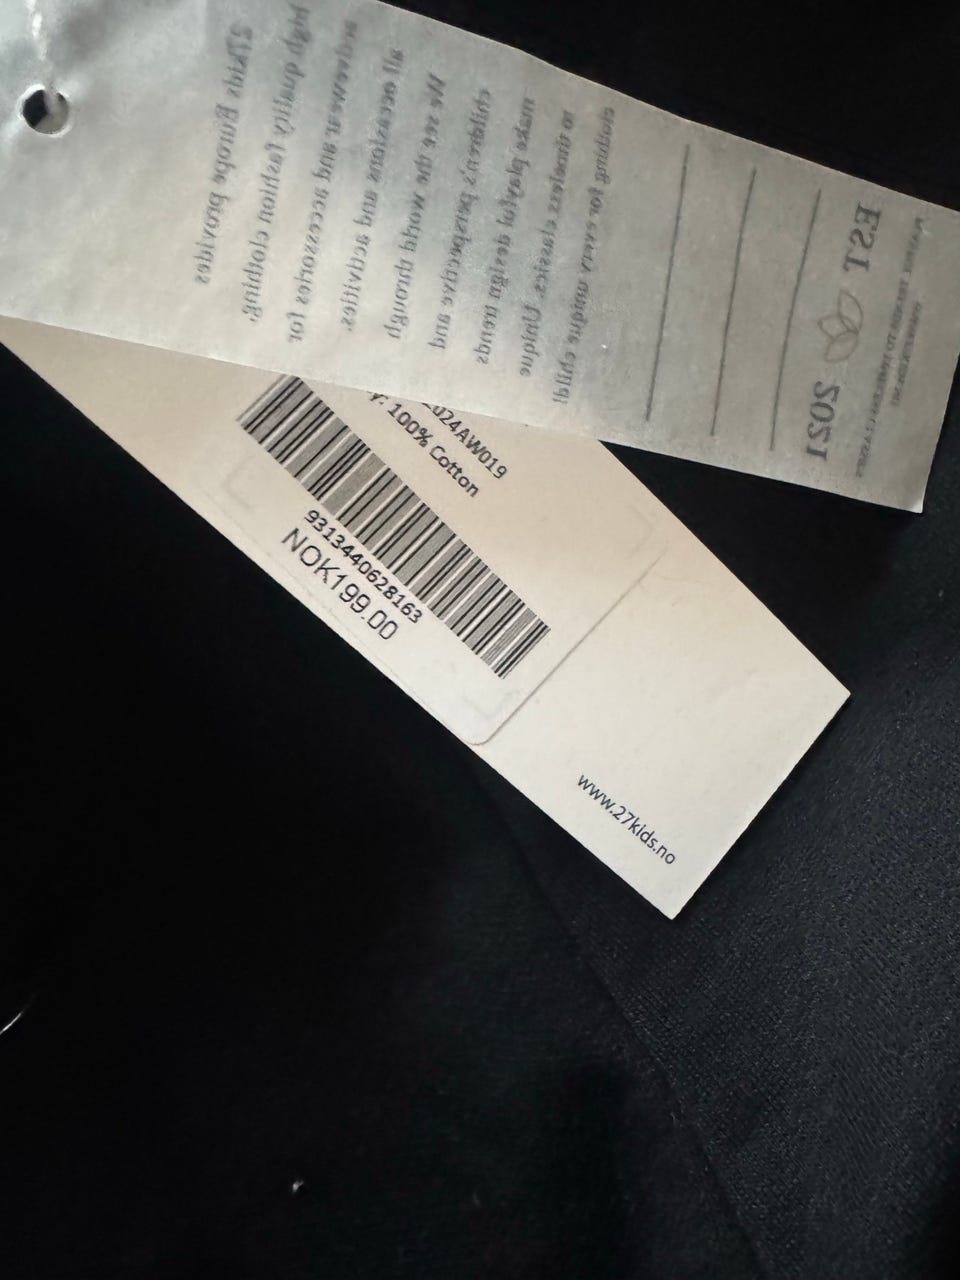 27kids Europe provides
high quality fashion clothing,
and accessories for
all occasions and activities.
We see the world through
children's perspective and
make playful design trends
to timeless classics. Unique
clothing for every unique child!
EST 2021
2024AW019
100% Cotton
9313440628163
NOK199.00
www.27kids.no